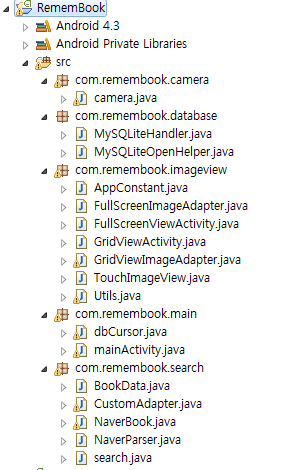 RememBook
Android 4.3
Android Private Libraries
src
com.remembook.camera
camera.java
com.remembook.database
MySQLiteHandler.java
MySQLiteOpenHelper.java
com.remembook.imageview
AppConstant.java
FullScreenImageAdapter.java
FullScreenViewActivity.java
GridViewActivity.java
GridViewImageAdapter.java
TouchImageView.java
Utils.java
com.remembook.main
dbCursor.java
mainActivity.java
com.remembook.search
BookData.java
CustomAdapter.java
NaverBook.java
NaverParser.java
search.java